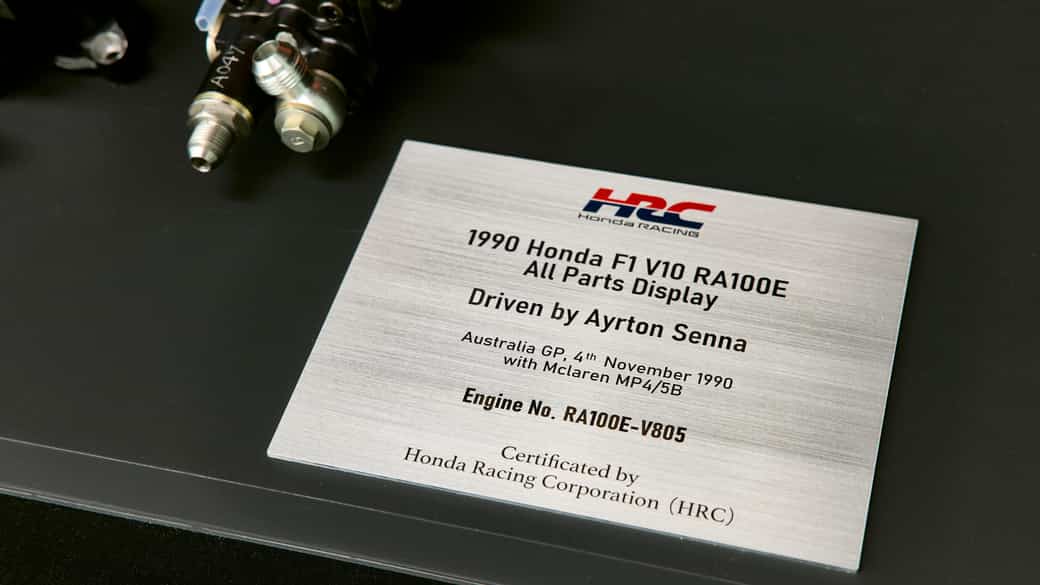 A047
HRC
Honda RACING
1990 Honda F1 V10 RA100E
All Parts Display
Driven by Ayrton Senna
Australia GP, 4th November 1990
with Mclaren MP4/5B
Engine No. RA100E-V805
Certificated by
Honda Racing Corporation (HRC)